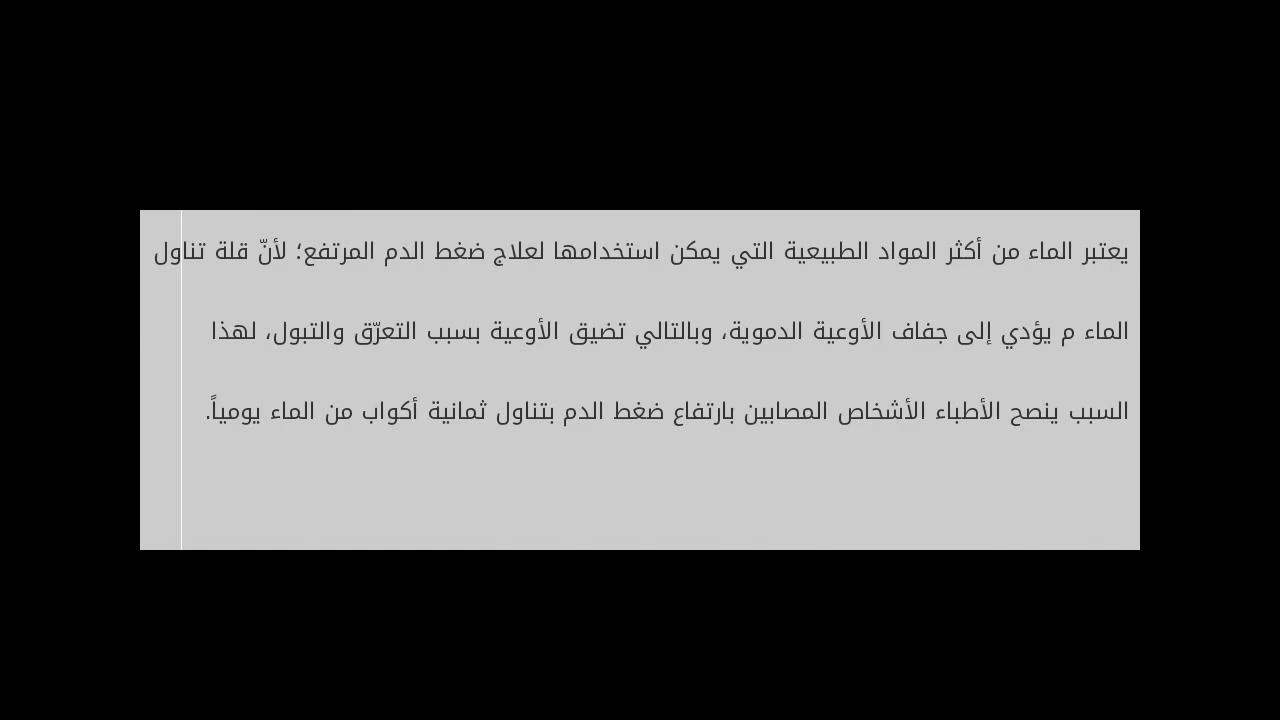 يعتبر الماء من أكثر المواد الطبيعية التي يمكن استخدامها لعلاج ضغط الدم المرتفع؛ لأنّ قلة تناول
الماء م يؤدي إلى جفاف الأوعية الدموية، وبالتالي تضيق الأوعية بسبب التعرّق والتبول، لهذا
السبب ينصح الأطباء الأشخاص المصابين بارتفاع ضغط الدم بتناول ثمانية أكواب من الماء يومياً.